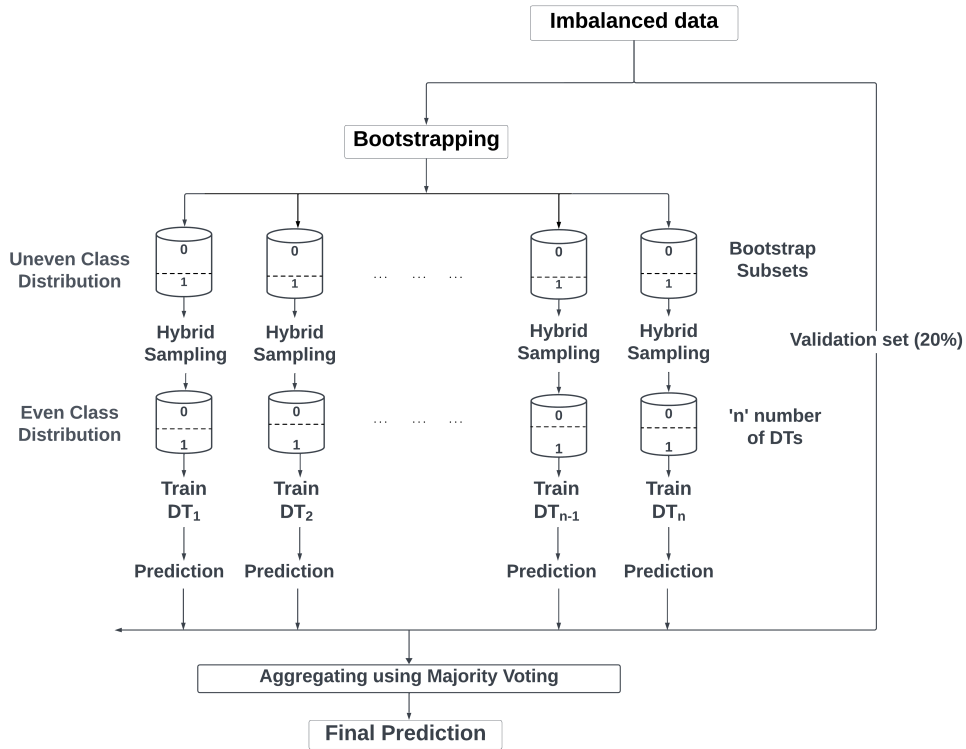 Imbalanced data
Bootstrapping
Uneven Class
Distribution
0
1
0
1
... ... ...
0
1
0
1
Bootstrap
Subsets
Hybrid
Sampling
Hybrid
Sampling
Hybrid
Sampling
Hybrid
Sampling
Validation set (20%)
Even Class
Distribution
0
1
0
1
... ... ...
0
1
0
1
'n' number
of DTs
Train
DT₁
Train
DT₂
Train
DTₙ₋₁
Train
DTₙ
Prediction
Prediction
Prediction
Prediction
Aggregating using Majority Voting
Final Prediction